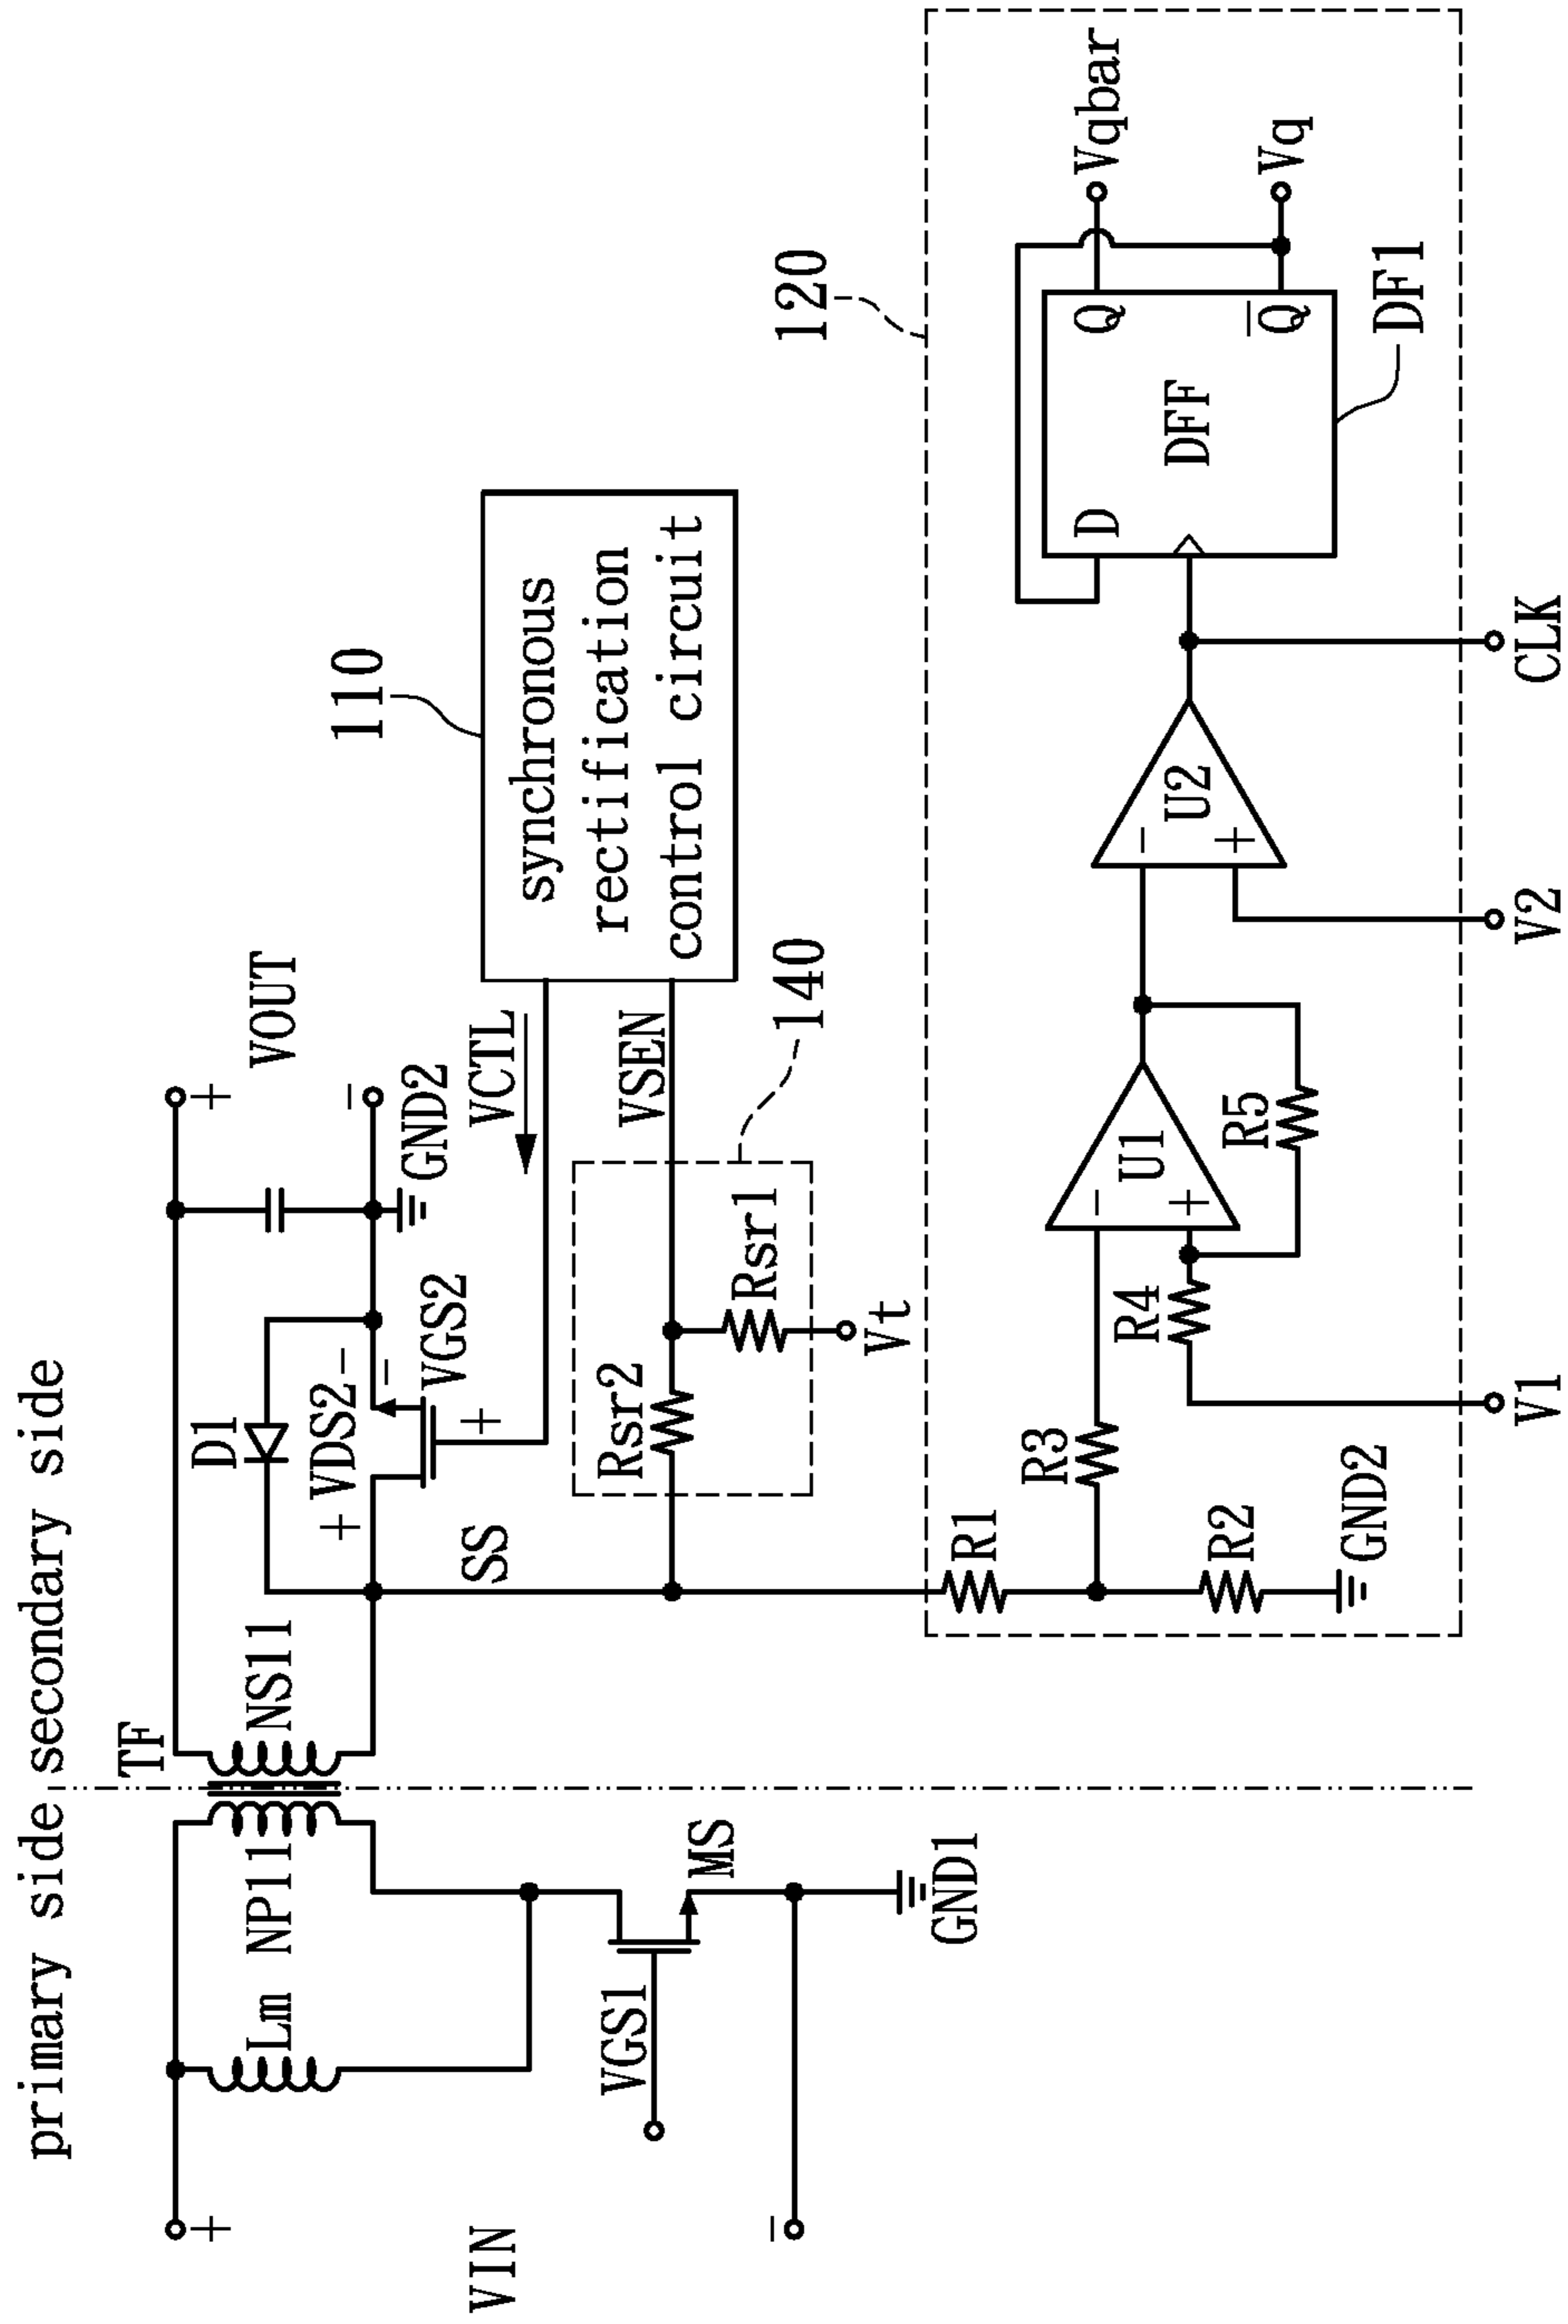 primary side
secondary side
TF
+
VIN
−
Lm
NP11
NS11
VGS1
MS
GND1
D1
+
VDS2
−
−
VGS2
+
SS
+
VOUT
−
GND2
VCTL
110
synchronous
rectification
control circuit
VSEN
140
Rsr2
Rsr1
Vt
120
R1
R2
GND2
R3
R4
V1
−
+
U1
R5
−
+
U2
V2
CLK
D
DFF
Q
Q
DF1
Vqbar
Vq